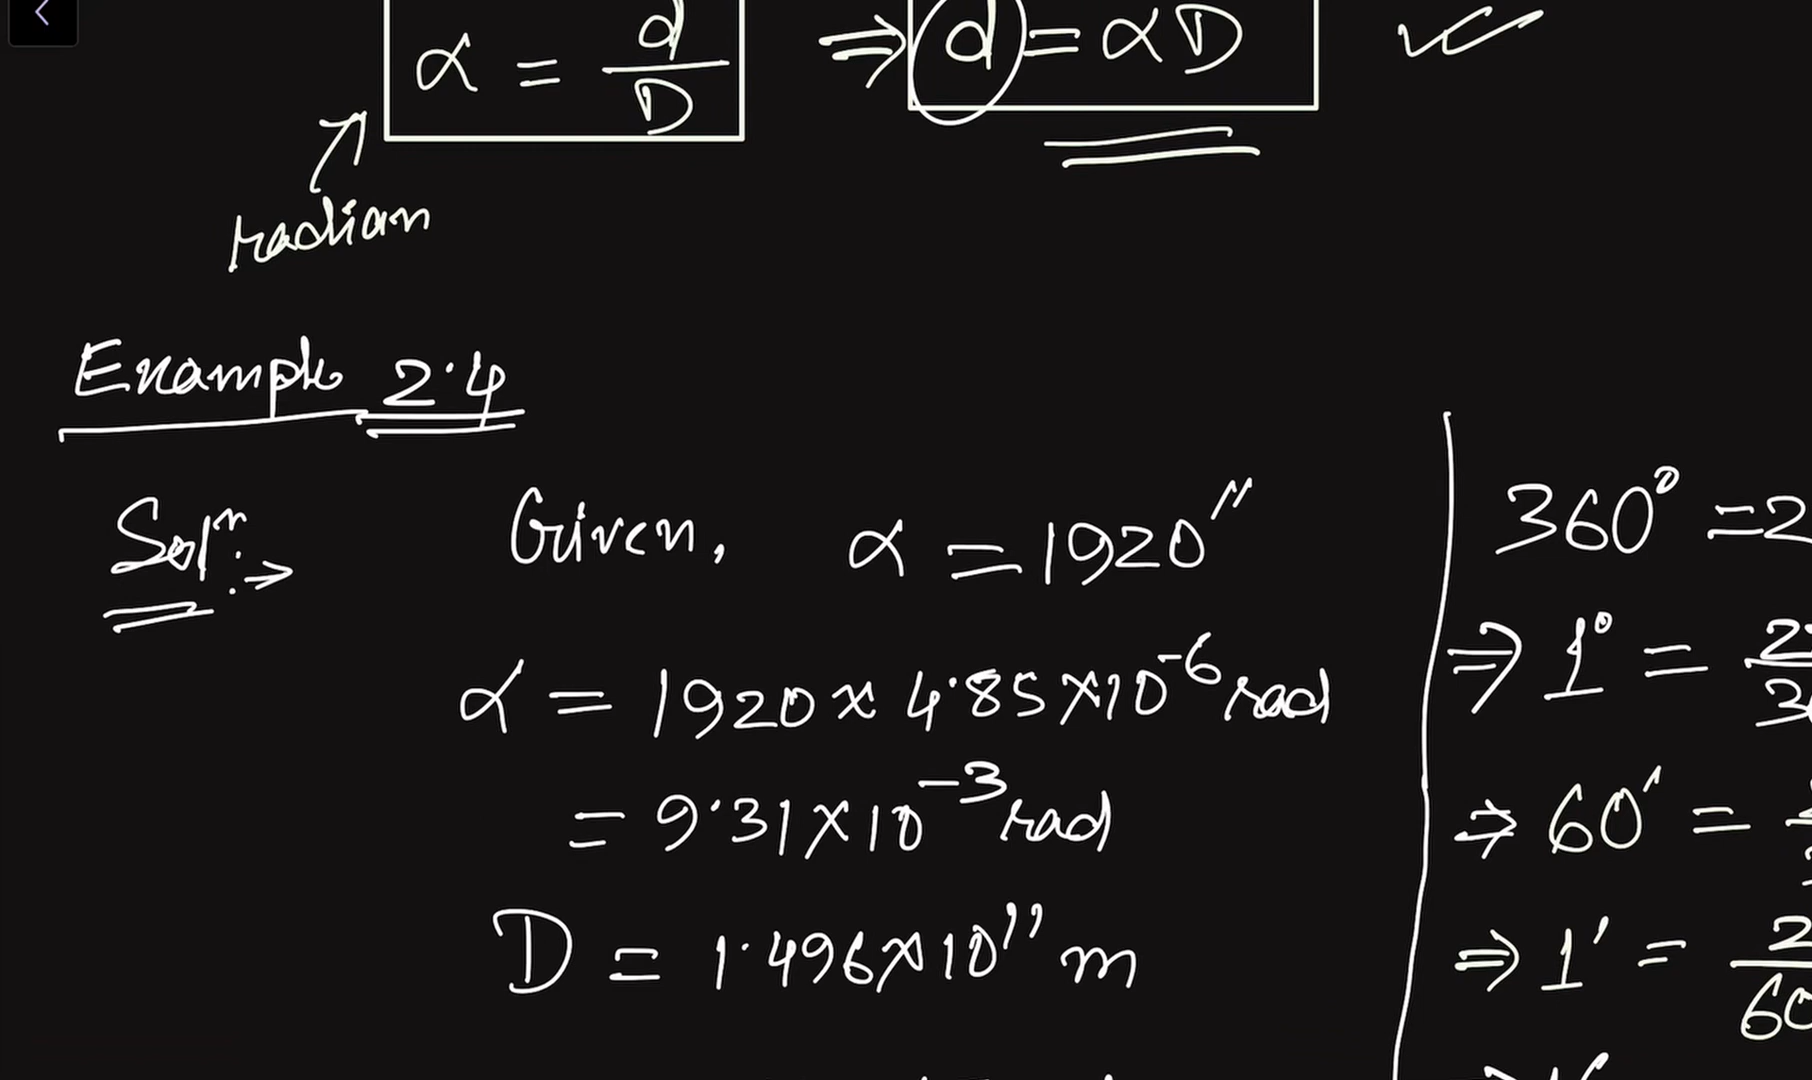 α = d/D ⇒ d = αD
radian
Example 2.4
Solⁿ:→ Given, α = 1920″
α = 1920 × 4.85 × 10⁻⁶ rad
= 9.31 × 10⁻³ rad
D = 1.496 × 10¹¹ m
360° = 2
⇒ 1° =
⇒ 60′ =
⇒ 1′ =